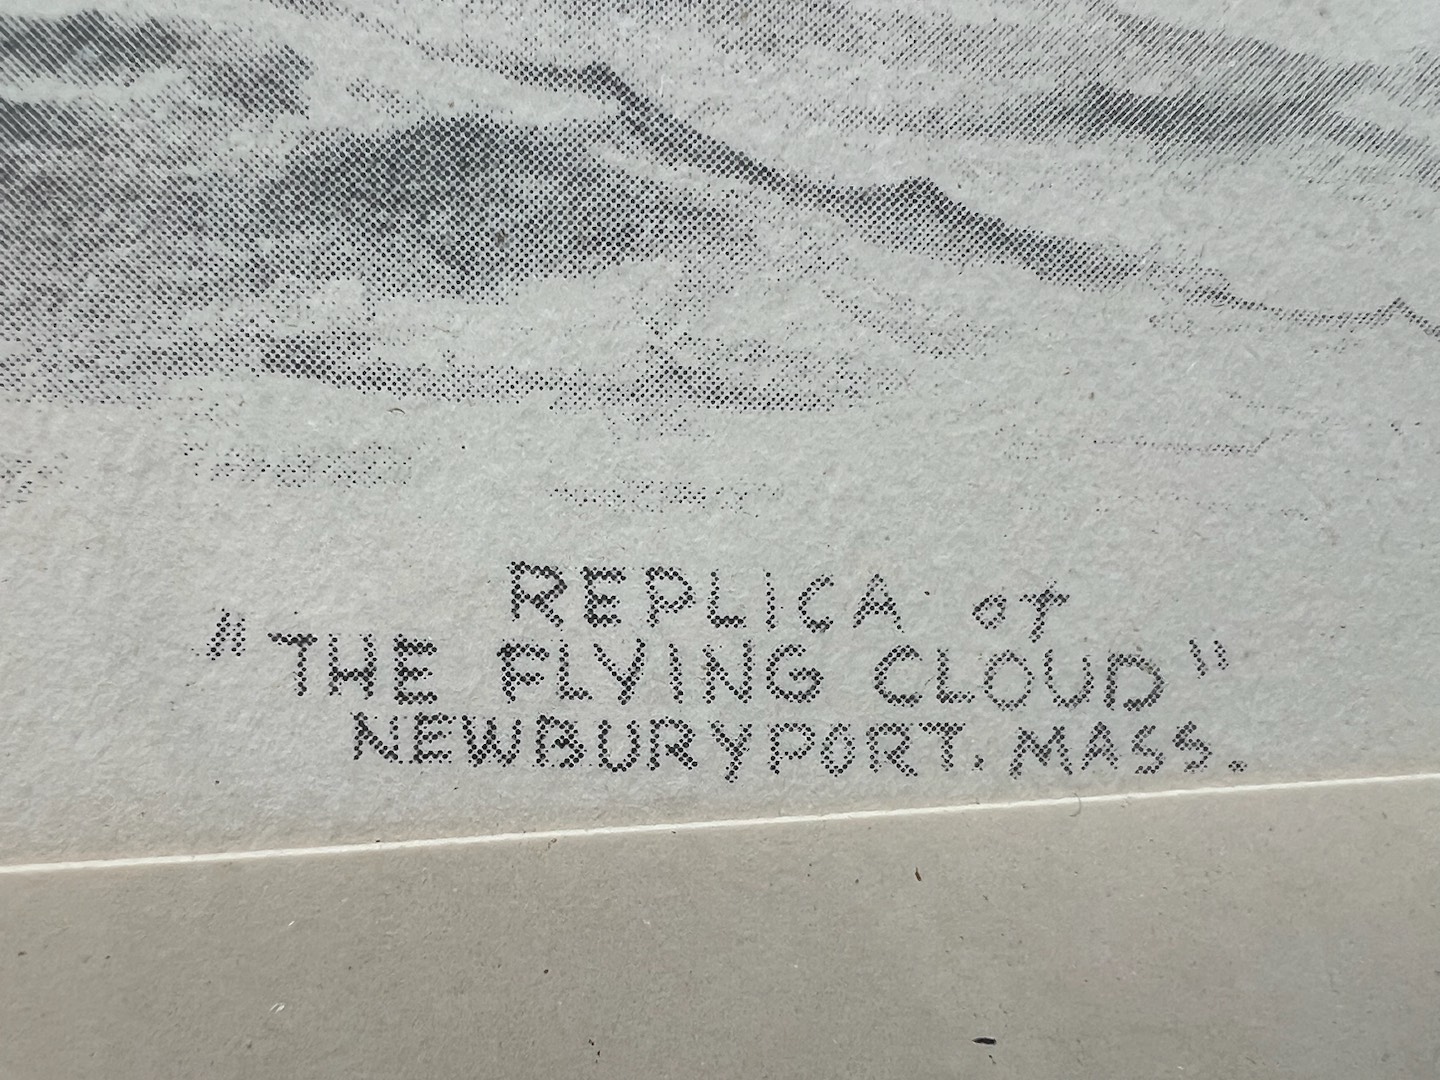 REPLICA of
"THE FLYING CLOUD"
NEWBURYPORT. MASS.